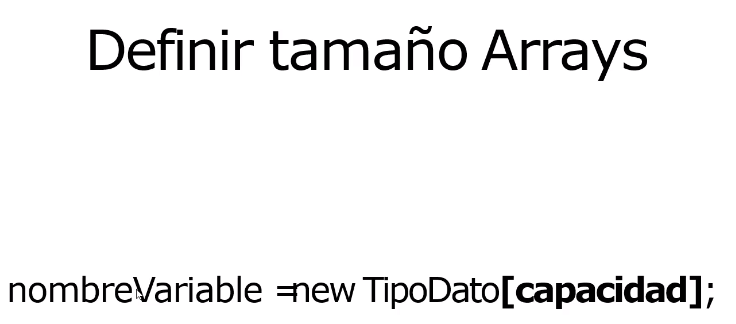 Definir tamaño Arrays
nombreVariable =new TipoDato[capacidad];